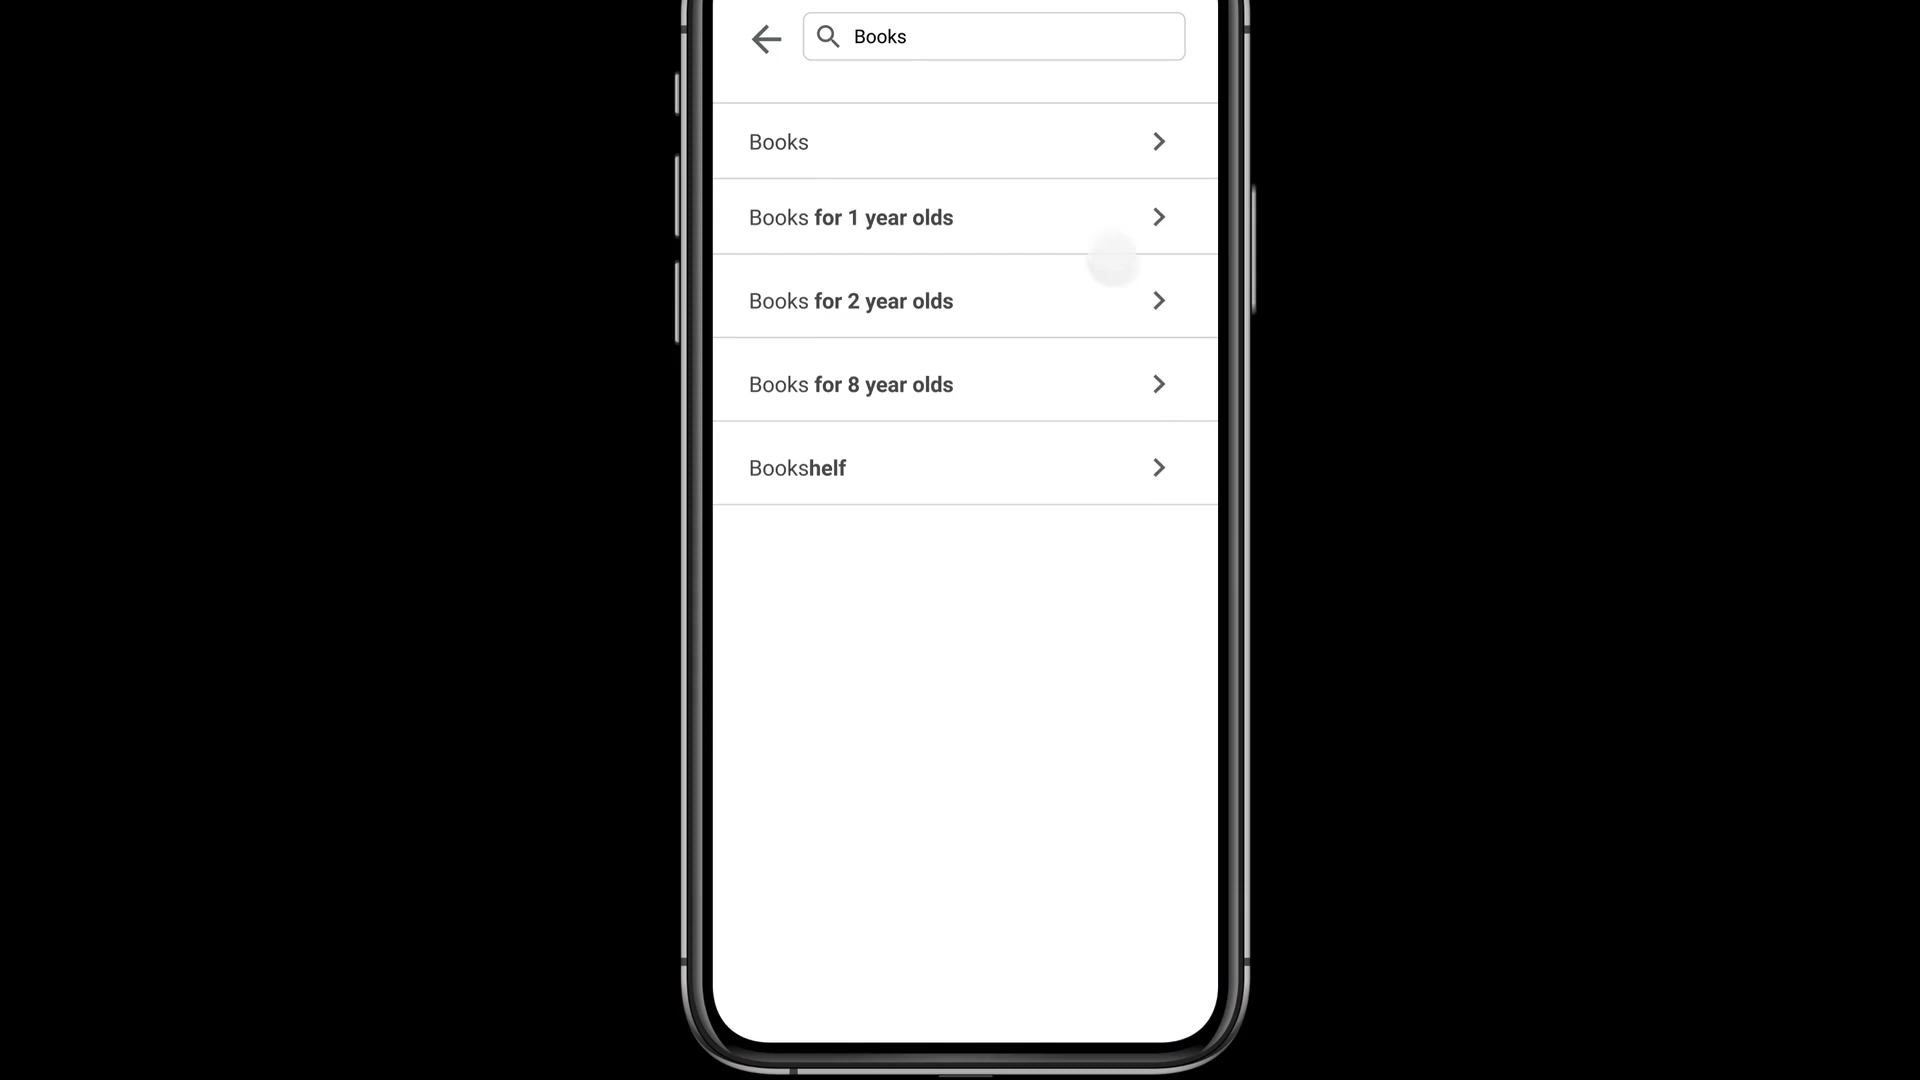 Books
Books
Books for 1 year olds
Books for 2 year olds
Books for 8 year olds
Bookshelf